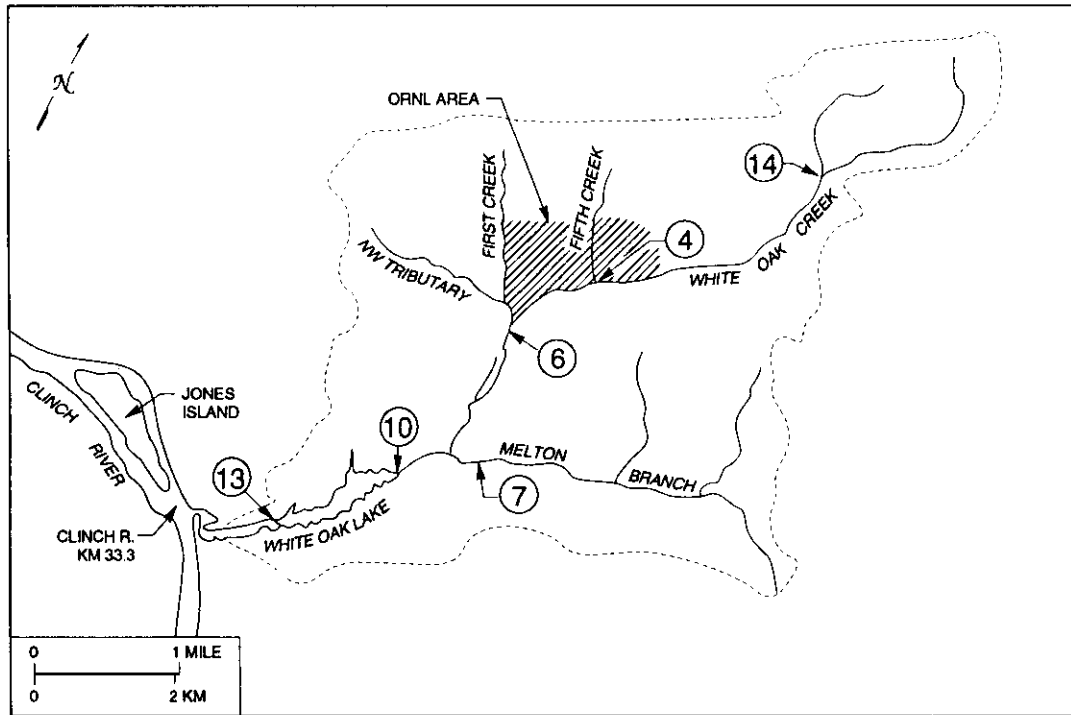 N
ORNL AREA
14
FIRST CREEK
FIFTH CREEK
4
WHITE OAK CREEK
NW TRIBUTARY
6
CLINCH RIVER
JONES
ISLAND
10
MELTON BRANCH
13
7
WHITE OAK LAKE
CLINCH R.
KM 33.3
0 1 MILE
0 2 KM